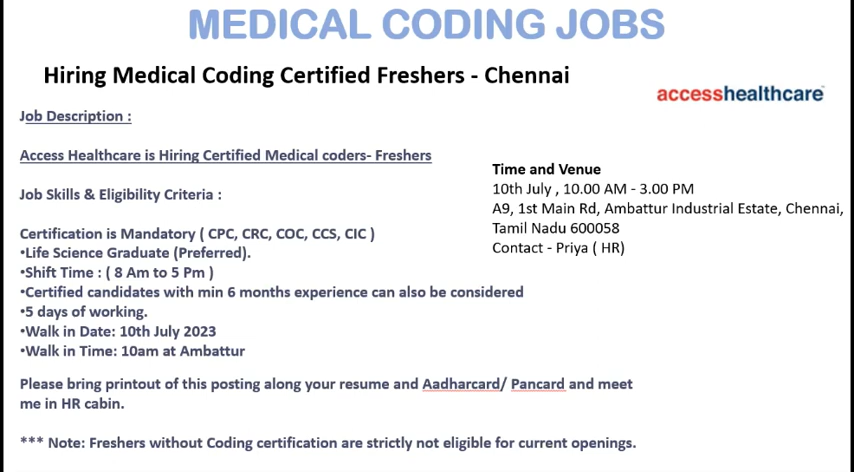 MEDICAL CODING JOBS
Hiring Medical Coding Certified Freshers - Chennai
accesshealthcare
Job Description :
Access Healthcare is Hiring Certified Medical coders- Freshers
Job Skills & Eligibility Criteria :
Certification is Mandatory ( CPC, CRC, COC, CCS, CIC )
•Life Science Graduate (Preferred).
•Shift Time : ( 8 Am to 5 Pm )
•Certified candidates with min 6 months experience can also be considered
•5 days of working.
•Walk in Date: 10th July 2023
•Walk in Time: 10am at Ambattur
Please bring printout of this posting along your resume and Aadharcard/ Pancard and meet
me in HR cabin.
*** Note: Freshers without Coding certification are strictly not eligible for current openings.
Time and Venue
10th July , 10.00 AM - 3.00 PM
A9, 1st Main Rd, Ambattur Industrial Estate, Chennai,
Tamil Nadu 600058
Contact - Priya ( HR)